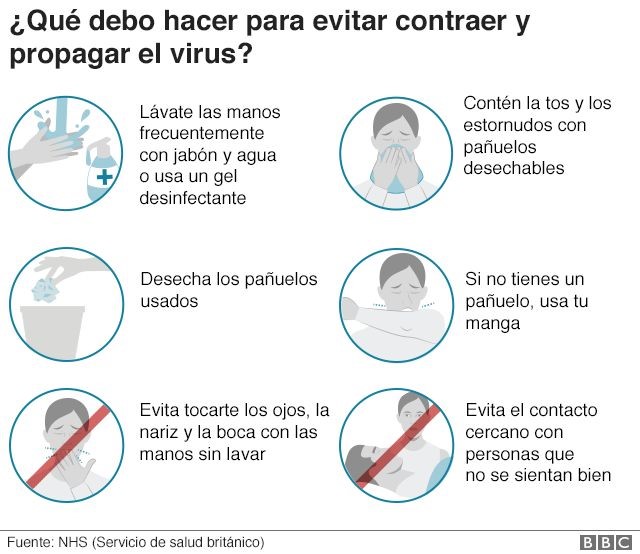 ¿Qué debo hacer para evitar contraer y
propagar el virus?
Lávate las manos
frecuentemente
con jabón y agua
o usa un gel
desinfectante
Contén la tos y los
estornudos con
pañuelos
desechables
Desecha los pañuelos
usados
Si no tienes un
pañuelo, usa tu
manga
Evita tocarte los ojos, la
nariz y la boca con las
manos sin lavar
Evita el contacto
cercano con
personas que
no se sientan bien
Fuente: NHS (Servicio de salud británico)
BBC